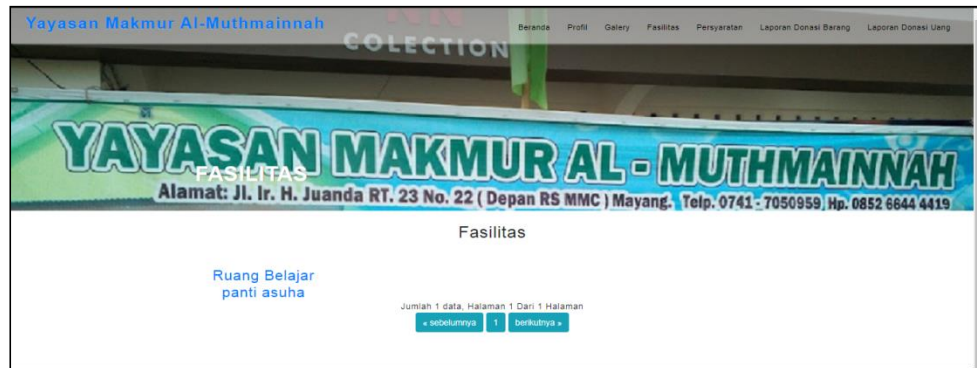 Yayasan Makmur Al-Muthmainnah
Beranda Profil Galery Fasilitas Persyaratan Laporan Donasi Barang Laporan Donasi Uang
COLECTION
YAYASAN MAKMUR AL - MUTHMAINNAH
FASILITAS
Alamat: Jl. Ir. H. Juanda RT. 23 No. 22 ( Depan RS MMC ) Mayang. Telp. 0741 - 7050959, Hp. 0852 6644 4419
Fasilitas
Ruang Belajar
panti asuha
Jumlah 1 data, Halaman 1 Dari 1 Halaman
« sebelumnya 1 berikutnya »